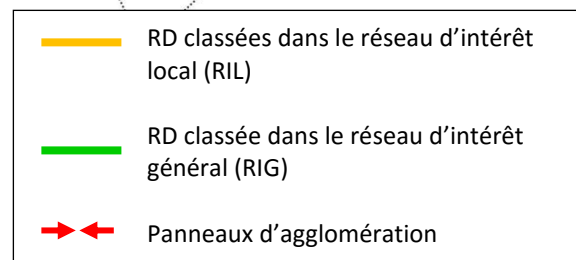 RD classées dans le réseau d’intérêt
local (RIL)
RD classée dans le réseau d’intérêt
général (RIG)
Panneaux d’agglomération